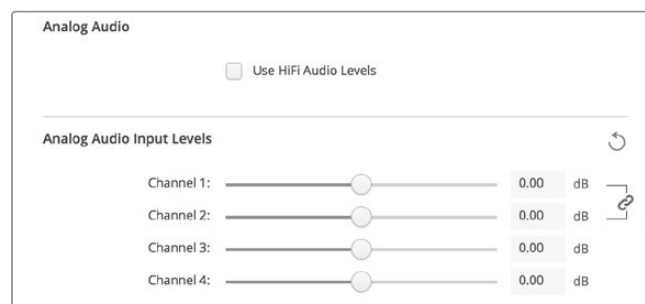 Analog Audio
Use HiFi Audio Levels
Analog Audio Input Levels
Channel 1: 0.00 dB
Channel 2: 0.00 dB
Channel 3: 0.00 dB
Channel 4: 0.00 dB